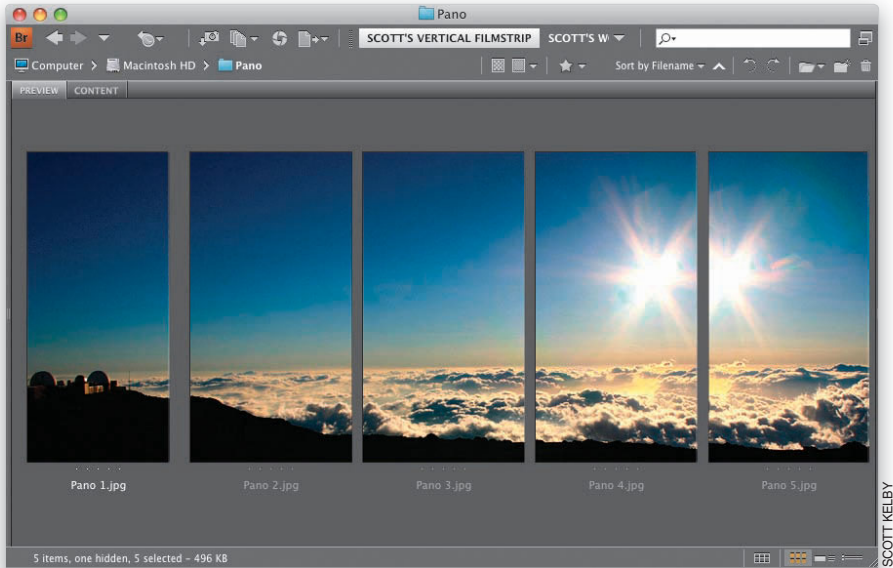 Pano
Br
SCOTT'S VERTICAL FILMSTRIP
SCOTT'S W
Computer > Macintosh HD > Pano
Sort by Filename
PREVIEW CONTENT
Pano 1.jpg
Pano 2.jpg
Pano 3.jpg
Pano 4.jpg
Pano 5.jpg
5 items, one hidden, 5 selected – 496 KB
SCOTT KELBY